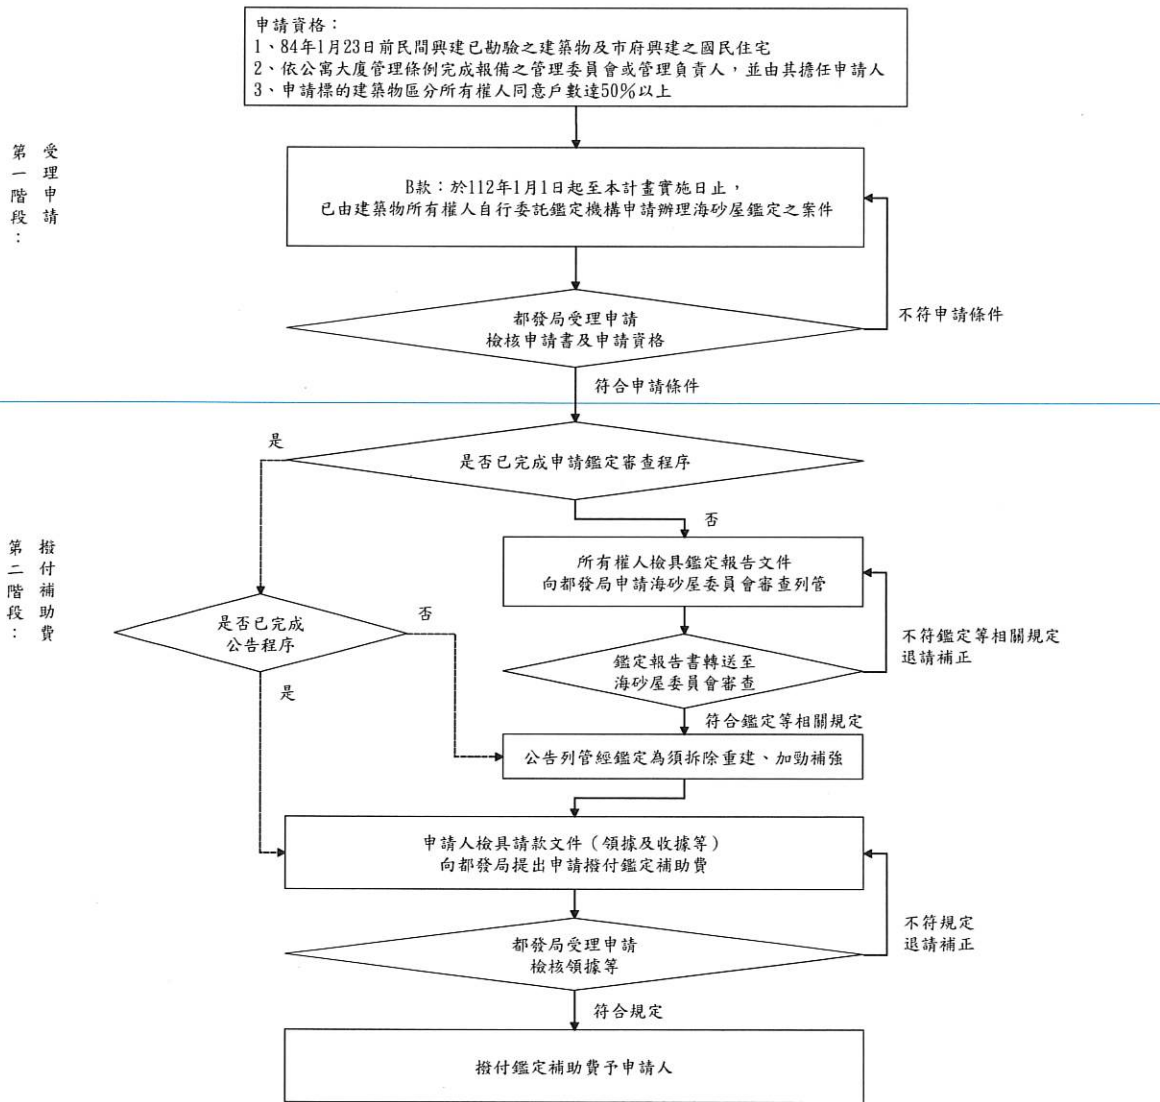 申請資格：
1、84年1月23日前民間興建已勘驗之建築物及市府興建之國民住宅
2、依公寓大廈管理條例完成報備之管理委員會或管理負責人，並由其擔任申請人
3、申請標的建築物區分所有權人同意戶數達50%以上
第一階段：
受理申請
B款：於112年1月1日起至本計畫實施日止，
已由建築物所有權人自行委託鑑定機構申請辦理海砂屋鑑定之案件
都發局受理申請
檢核申請書及申請資格
不符申請條件
符合申請條件
第二階段：
撥付補助費
是否已完成申請鑑定審查程序
是
否
所有權人檢具鑑定報告文件
向都發局申請海砂屋委員會審查列管
是否已完成
公告程序
否
是
鑑定報告書轉送至
海砂屋委員會審查
不符鑑定等相關規定
退請補正
符合鑑定等相關規定
公告列管經鑑定為須拆除重建、加勁補強
申請人檢具請款文件（領據及收據等）
向都發局提出申請撥付鑑定補助費
都發局受理申請
檢核領據等
不符規定
退請補正
符合規定
撥付鑑定補助費予申請人